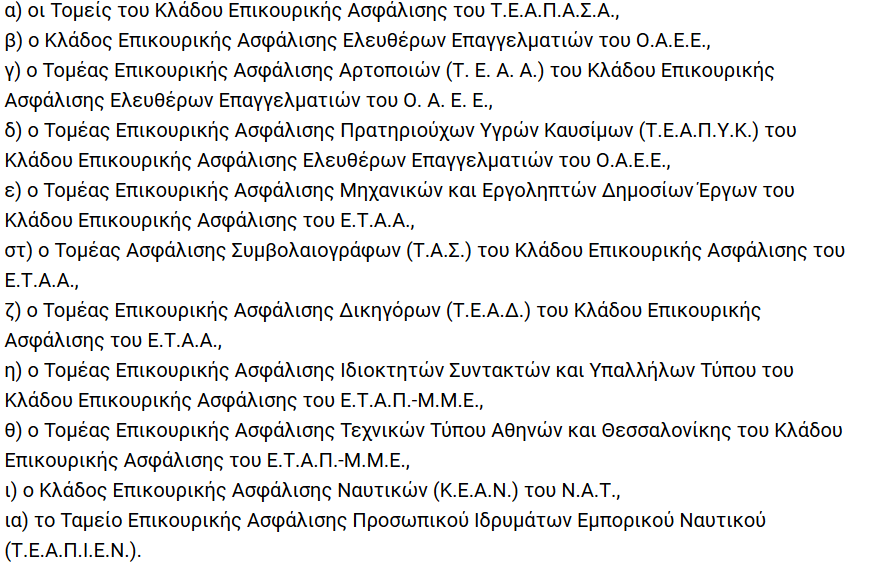 α) οι Τομείς του Κλάδου Επικουρικής Ασφάλισης του Τ.Ε.Α.Π.Α.Σ.Α.,
β) ο Κλάδος Επικουρικής Ασφάλισης Ελευθέρων Επαγγελματιών του Ο.Α.Ε.Ε.,
γ) ο Τομέας Επικουρικής Ασφάλισης Αρτοποιών (Τ. Ε. Α. Α.) του Κλάδου Επικουρικής
Ασφάλισης Ελευθέρων Επαγγελματιών του Ο. Α. Ε. Ε.,
δ) ο Τομέας Επικουρικής Ασφάλισης Πρατηριούχων Υγρών Καυσίμων (Τ.Ε.Α.Π.Υ.Κ.) του
Κλάδου Επικουρικής Ασφάλισης Ελευθέρων Επαγγελματιών του Ο.Α.Ε.Ε.,
ε) ο Τομέας Επικουρικής Ασφάλισης Μηχανικών και Εργοληπτών Δημοσίων Έργων του
Κλάδου Επικουρικής Ασφάλισης του Ε.Τ.Α.Α.,
στ) ο Τομέας Ασφάλισης Συμβολαιογράφων (Τ.Α.Σ.) του Κλάδου Επικουρικής Ασφάλισης του
Ε.Τ.Α.Α.,
ζ) ο Τομέας Επικουρικής Ασφάλισης Δικηγόρων (Τ.Ε.Α.Δ.) του Κλάδου Επικουρικής
Ασφάλισης του Ε.Τ.Α.Α.,
η) ο Τομέας Επικουρικής Ασφάλισης Ιδιοκτητών Συντακτών και Υπαλλήλων Τύπου του
Κλάδου Επικουρικής Ασφάλισης του Ε.Τ.Α.Π.-Μ.Μ.Ε.,
θ) ο Τομέας Επικουρικής Ασφάλισης Τεχνικών Τύπου Αθηνών και Θεσσαλονίκης του Κλάδου
Επικουρικής Ασφάλισης του Ε.Τ.Α.Π.-Μ.Μ.Ε.,
ι) ο Κλάδος Επικουρικής Ασφάλισης Ναυτικών (Κ.Ε.Α.Ν.) του Ν.Α.Τ.,
ια) το Ταμείο Επικουρικής Ασφάλισης Προσωπικού Ιδρυμάτων Εμπορικού Ναυτικού
(Τ.Ε.Α.Π.Ι.Ε.Ν.).